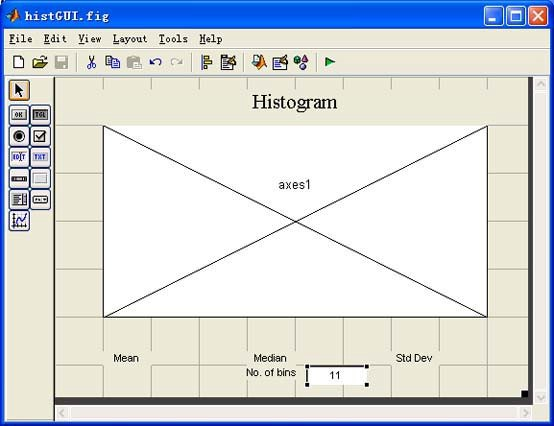 histGUI.fig
File Edit View Layout Tools Help
Histogram
OK TGL
EDIT TXT
axes1
Mean Median Std Dev
No. of bins 11